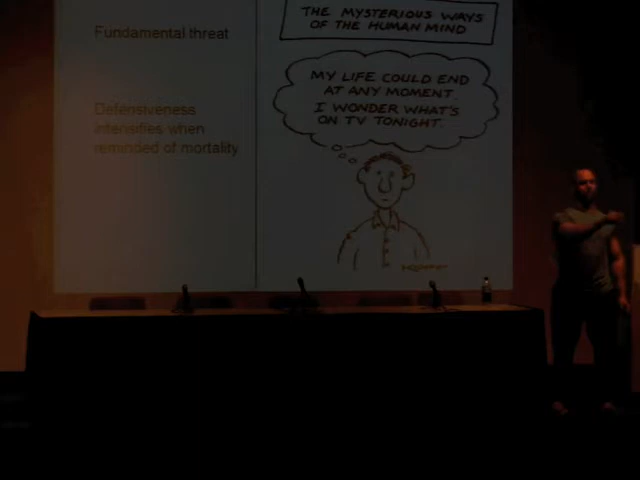 Fundamental threat
Defensiveness
intensifies when
reminded of mortality
THE MYSTERIOUS WAYS
OF THE HUMAN MIND
MY LIFE COULD END
AT ANY MOMENT.
I WONDER WHAT'S
ON TV TONIGHT.